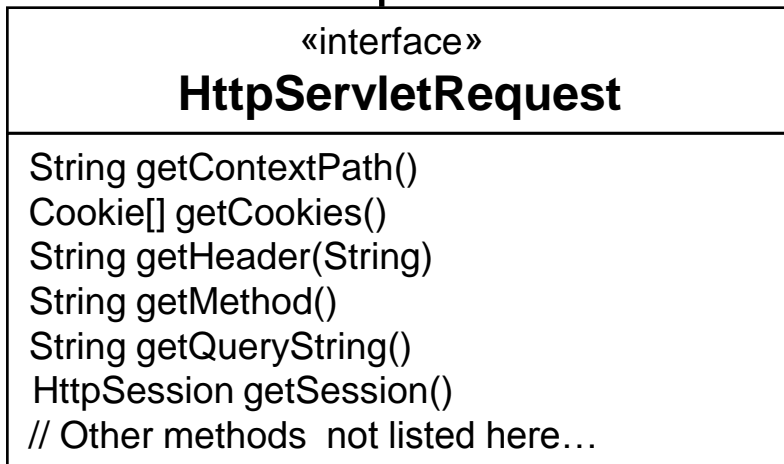 «interface»
HttpServletRequest
String getContextPath()
Cookie[] getCookies()
String getHeader(String)
String getMethod()
String getQueryString()
HttpSession getSession()
// Other methods  not listed here…